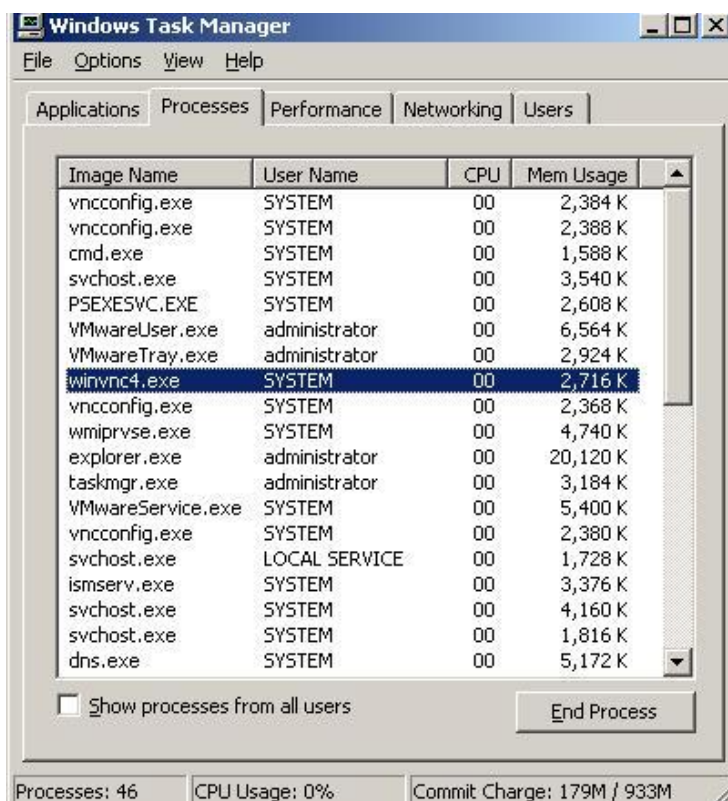 Windows Task Manager
File Options View Help
Applications Processes Performance Networking Users
Image Name User Name CPU Mem Usage
vncconfig.exe SYSTEM 00 2,384 K
vncconfig.exe SYSTEM 00 2,388 K
cmd.exe SYSTEM 00 1,588 K
svchost.exe SYSTEM 00 3,540 K
PSEXESVC.EXE SYSTEM 00 2,608 K
VMwareUser.exe administrator 00 6,564 K
VMwareTray.exe administrator 00 2,924 K
winvnc4.exe SYSTEM 00 2,716 K
vncconfig.exe SYSTEM 00 2,368 K
wmiprvse.exe SYSTEM 00 4,740 K
explorer.exe administrator 00 20,120 K
taskmgr.exe administrator 00 3,184 K
VMwareService.exe SYSTEM 00 5,400 K
vncconfig.exe SYSTEM 00 2,380 K
svchost.exe LOCAL SERVICE 00 1,728 K
ismserv.exe SYSTEM 00 3,376 K
svchost.exe SYSTEM 00 4,160 K
svchost.exe SYSTEM 00 1,816 K
dns.exe SYSTEM 00 5,172 K
Show processes from all users End Process
Processes: 46 CPU Usage: 0% Commit Charge: 179M / 933M